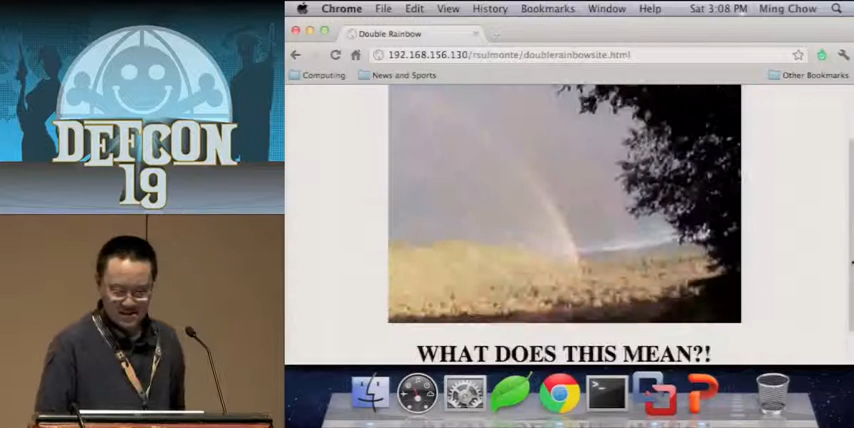 DEFCON
19
Chrome File Edit View History Bookmarks Window Help Sat 3:08 PM Ming Chow
Double Rainbow
192.168.156.130/rsulmonte/doublerainbowsite.html
Computing News and Sports Other Bookmarks
WHAT DOES THIS MEAN?!